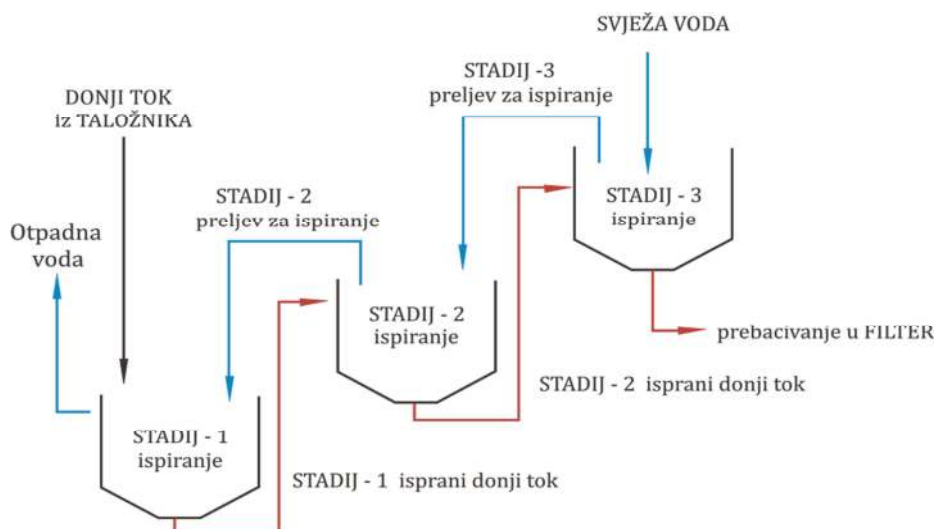 SVJEŽA VODA
STADIJ -3
preljev za ispiranje
DONJI TOK
iz TALOŽNIKA
STADIJ - 2
preljev za ispiranje
STADIJ - 3
ispiranje
Otpadna
voda
STADIJ - 2
ispiranje
prebacivanje u FILTER
STADIJ - 2 isprani donji tok
STADIJ - 1
ispiranje
STADIJ - 1 isprani donji tok